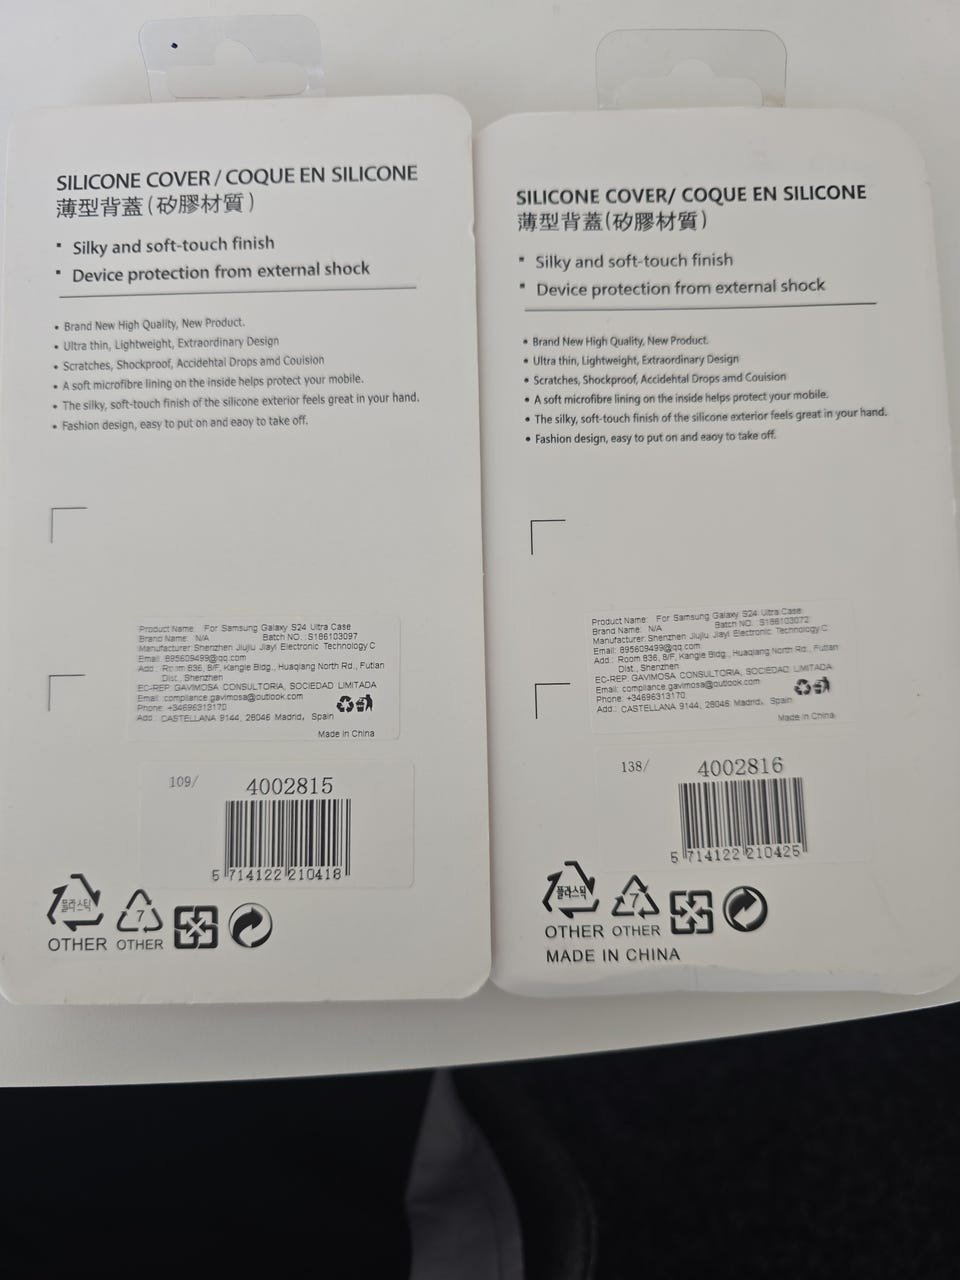 SILICONE COVER / COQUE EN SILICONE
薄型背蓋(矽膠材質)
Silky and soft-touch finish
Device protection from external shock
• Brand New High Quality, New Product.
• Ultra thin, Lightweight, Extraordinary Design
• Scratches, Shockproof, Accidehtal Drops amd Couision
• A soft microfibre lining on the inside helps protect your mobile.
• The silky, soft-touch finish of the silicone exterior feels great in your hand.
• Fashion design, easy to put on and eaoy to take off.
Product Name: For Samsung Galaxy S24 Ultra Case
Brand Name: N/A Batch NO.:S186103097
Manufacturer:Shenzhen Jiujiu Jiayi Electronic Technology C
Email: 895609499@qq.com
Add.: Room 836, 8/F, Kangle Bldg., Huaqiang North Rd., Futian
Dist., Shenzhen
EC-REP: GAVIMOSA CONSULTORIA, SOCIEDAD LIMITADA
Email: compliance.gavimosa@outlook.com
Phone: +34696313170
Add.: CASTELLANA 9144, 28046 Madrid, Spain
Made in China
109/
4002815
5 714122 210418
플라스틱
7
OTHER OTHER
SILICONE COVER/ COQUE EN SILICONE
薄型背蓋(矽膠材質)
Silky and soft-touch finish
Device protection from external shock
• Brand New High Quality, New Product.
• Ultra thin, Lightweight, Extraordinary Design
• Scratches, Shockproof, Accidehtal Drops amd Couision
• A soft microfibre lining on the inside helps protect your mobile.
• The silky, soft-touch finish of the silicone exterior feels great in your hand.
• Fashion design, easy to put on and eaoy to take off.
Product Name: For Samsung Galaxy S24 Ultra Case
Brand Name: N/A Batch NO.: S186103072
Manufacturer:Shenzhen Jiujiu Jiayi Electronic Technology C
Email: 895609499@qq.com
Add.: Room 836, 8/F, Kangle Bldg., Huaqiang North Rd., Futian
Dist., Shenzhen
EC-REP: GAVIMOSA CONSULTORIA, SOCIEDAD LIMITADA
Email: compliance.gavimosa@outlook.com
Phone: +34696313170
Add.: CASTELLANA 9144, 28046 Madrid, Spain
Made in China
138/
4002816
5 714122 210425
플라스틱
7
OTHER OTHER
MADE IN CHINA